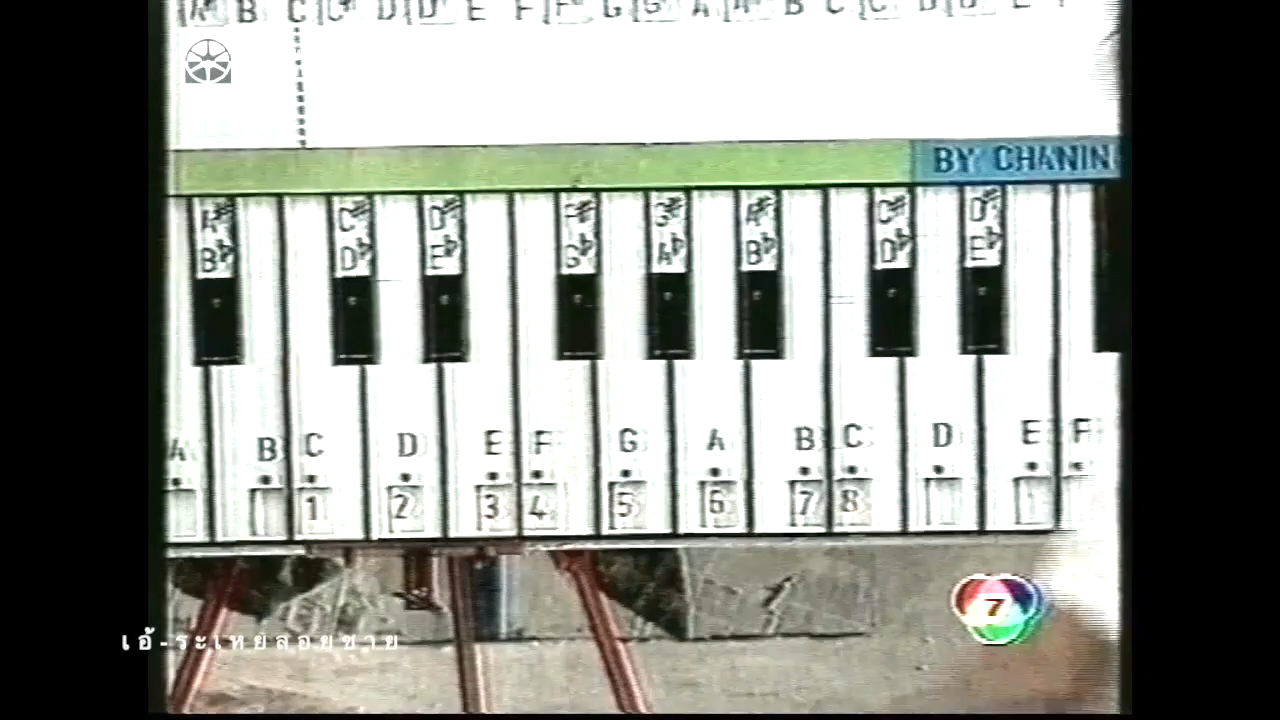 A# B C C# D D# E F F# G G# A A# B C C# D D# E F
BY CHANIN
A# C# D# F# G# A# C# D#
B♭ D♭ E♭ G♭ A♭ B♭ D♭ E♭
A B C D E F G A B C D E F
1 2 3 4 5 6 7 8
7
เอ้-ระเหยลอยชาย